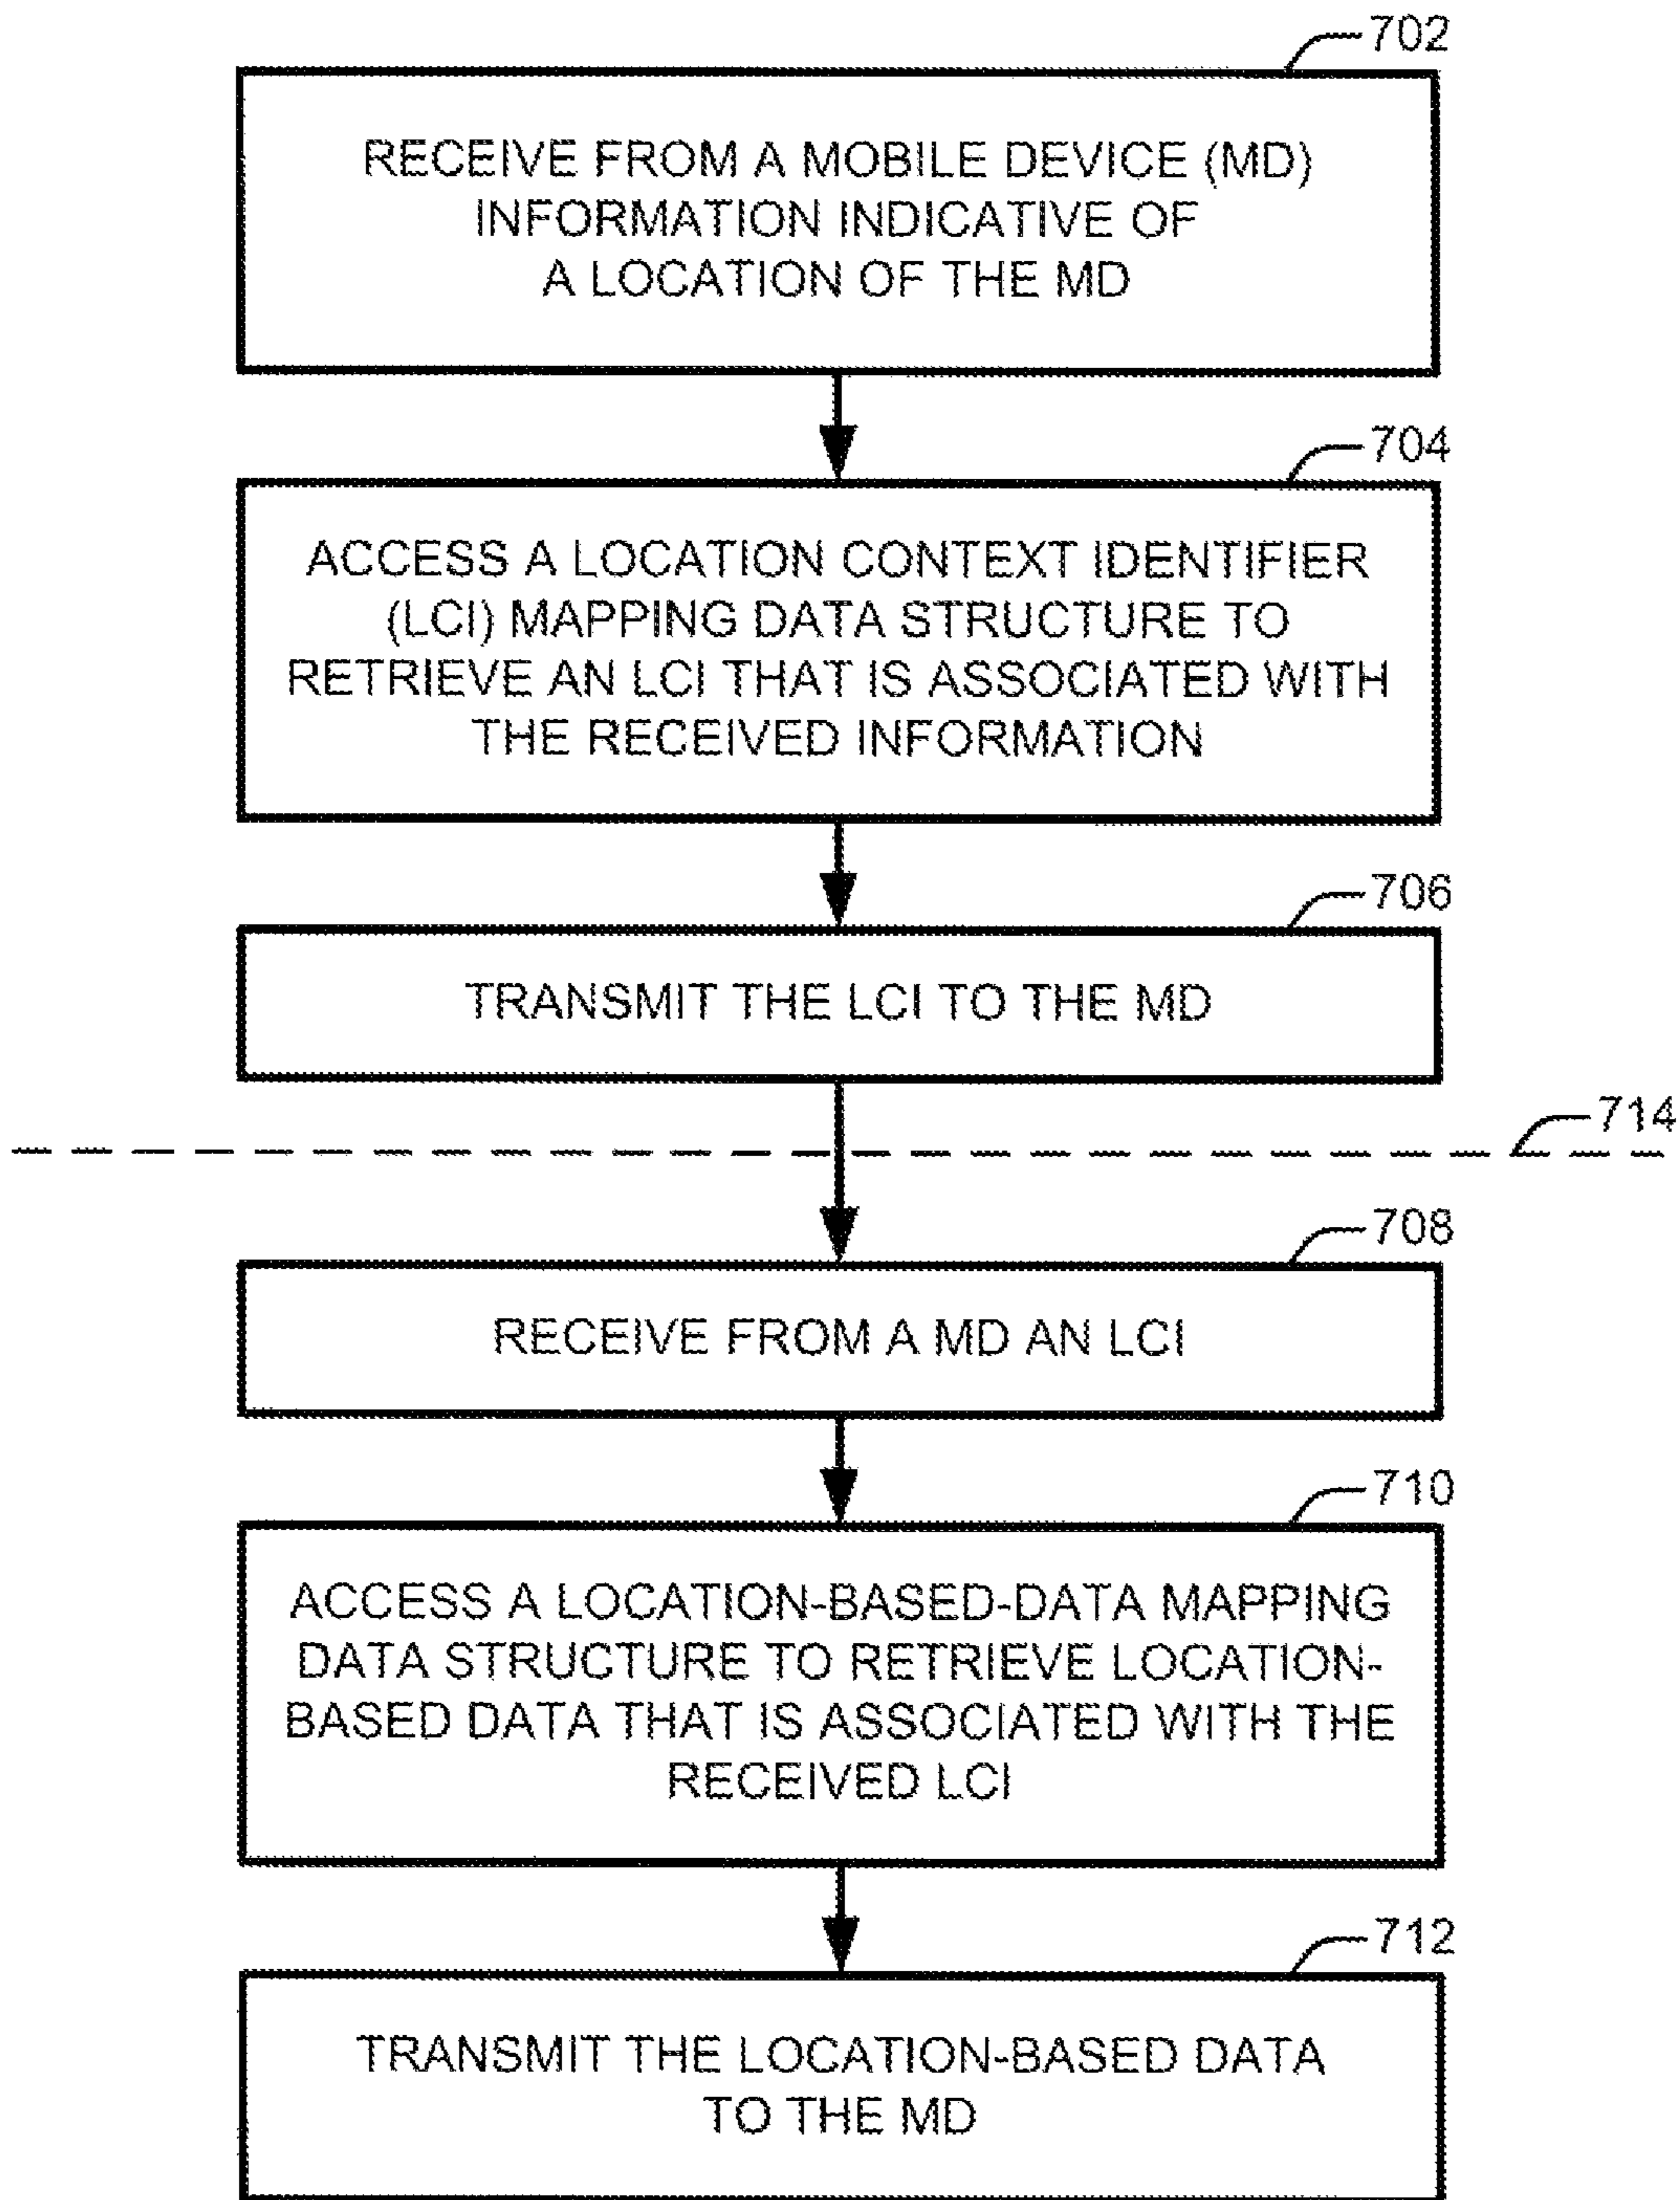 702
RECEIVE FROM A MOBILE DEVICE (MD)
INFORMATION INDICATIVE OF
A LOCATION OF THE MD
704
ACCESS A LOCATION CONTEXT IDENTIFIER
(LCI) MAPPING DATA STRUCTURE TO
RETRIEVE AN LCI THAT IS ASSOCIATED WITH
THE RECEIVED INFORMATION
706
TRANSMIT THE LCI TO THE MD
714
708
RECEIVE FROM A MD AN LCI
710
ACCESS A LOCATION-BASED-DATA MAPPING
DATA STRUCTURE TO RETRIEVE LOCATION-
BASED DATA THAT IS ASSOCIATED WITH THE
RECEIVED LCI
712
TRANSMIT THE LOCATION-BASED DATA
TO THE MD